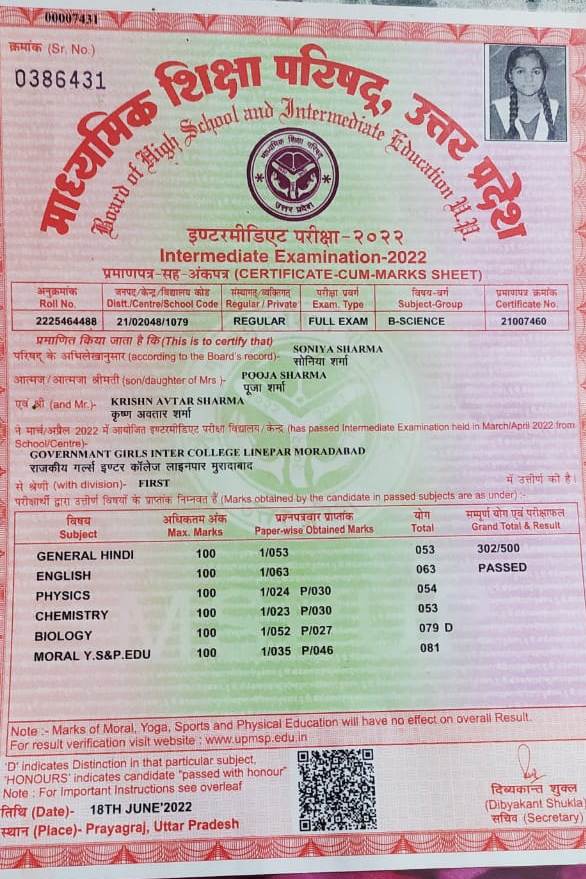 00007431
क्रमांक (Sr. No.)
0386431
माध्यमिक शिक्षा परिषद्, उत्तर प्रदेश
Board of High School and Intermediate Education U.P.
माध्यमिक शिक्षा परिषद्
उत्तर प्रदेश
इण्टरमीडिएट परीक्षा-२०२२
Intermediate Examination-2022
प्रमाणपत्र-सह-अंकपत्र (CERTIFICATE-CUM-MARKS SHEET)
अनुक्रमांक जनपद/केन्द्र/विद्यालय कोड संस्थागत/व्यक्तिगत परीक्षा प्रवर्ग विषय-वर्ग प्रमाणपत्र क्रमांक
Roll No. Distt./Centre/School Code Regular / Private Exam. Type Subject-Group Certificate No.
2225464488 21/02048/1079 REGULAR FULL EXAM B-SCIENCE 21007460
प्रमाणित किया जाता है कि (This is to certify that) SONIYA SHARMA
परिषद् के अभिलेखानुसार (according to the Board's record)- सोनिया शर्मा
आत्मज/आत्मजा श्रीमती (son/daughter of Mrs )- POOJA SHARMA
पूजा शर्मा
एवं श्री (and Mr.)- KRISHN AVTAR SHARMA
कृष्ण अवतार शर्मा
ने मार्च/अप्रैल 2022 में आयोजित इण्टरमीडिएट परीक्षा विद्यालय/केन्द्र (has passed Intermediate Examination held in March/April 2022 from
School/Centre)-
GOVERNMANT GIRLS INTER COLLEGE LINEPAR MORADABAD
राजकीय गर्ल्स इण्टर कॉलेज लाइनपार मुरादाबाद
से श्रेणी (with division)- FIRST में उत्तीर्ण की है।
परीक्षार्थी द्वारा उत्तीर्ण विषयों के प्राप्तांक निम्नवत हैं (Marks obtained by the candidate in passed subjects are as under) :-
विषय अधिकतम अंक प्रश्नपत्रवार प्राप्तांक योग सम्पूर्ण योग एवं परीक्षाफल
Subject Max. Marks Paper-wise Obtained Marks Total Grand Total & Result
GENERAL HINDI 100 1/053 053 302/500
ENGLISH 100 1/063 063 PASSED
PHYSICS 100 1/024 P/030 054
CHEMISTRY 100 1/023 P/030 053
BIOLOGY 100 1/052 P/027 079 D
MORAL Y.S&P.EDU 100 1/035 P/046 081
Note :- Marks of Moral, Yoga, Sports and Physical Education will have no effect on overall Result.
For result verification visit website : www.upmsp.edu.in
'D' indicates Distinction in that particular subject,
'HONOURS' indicates candidate "passed with honour"
Note : For Important Instructions see overleaf
तिथि (Date)- 18TH JUNE'2022
स्थान (Place)- Prayagraj, Uttar Pradesh
दिब्यकान्त शुक्ल
(Dibyakant Shukla)
सचिव (Secretary)